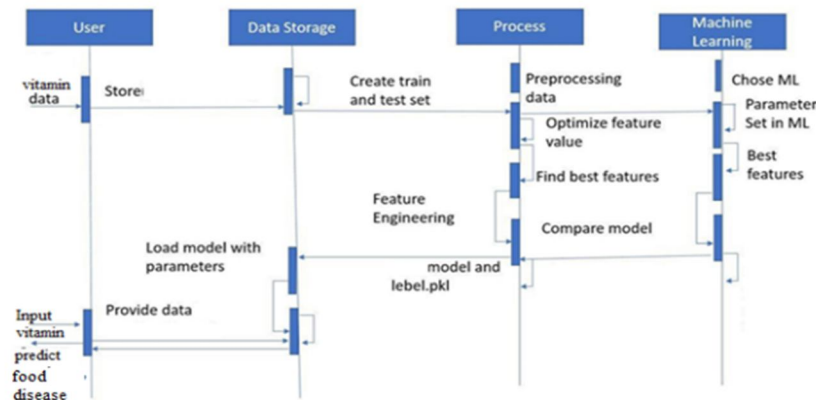 User
Data Storage
Process
Machine
Learning
vitamin
data
Store
Create train
and test set
Preprocessing
data
Chose ML
Parameter
Set in ML
Optimize feature
value
Best
features
Find best features
Feature
Engineering
Compare model
Load model with
parameters
model and
lebel.pkl
Input
vitamin
Provide data
predict
food
disease